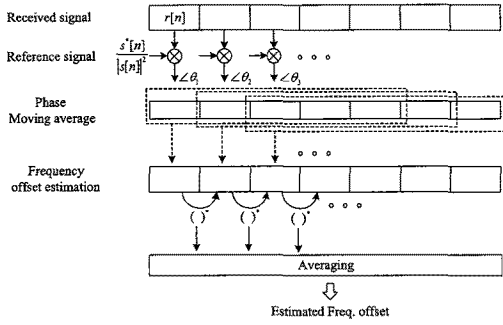 Received signal
r[n]
Reference signal
s*[n]
|s[n]|²
∠θ₁
∠θ₂
∠θ₃
Phase
Moving average
Frequency
offset estimation
( )*
( )*
( )*
Averaging
Estimated Freq. offset